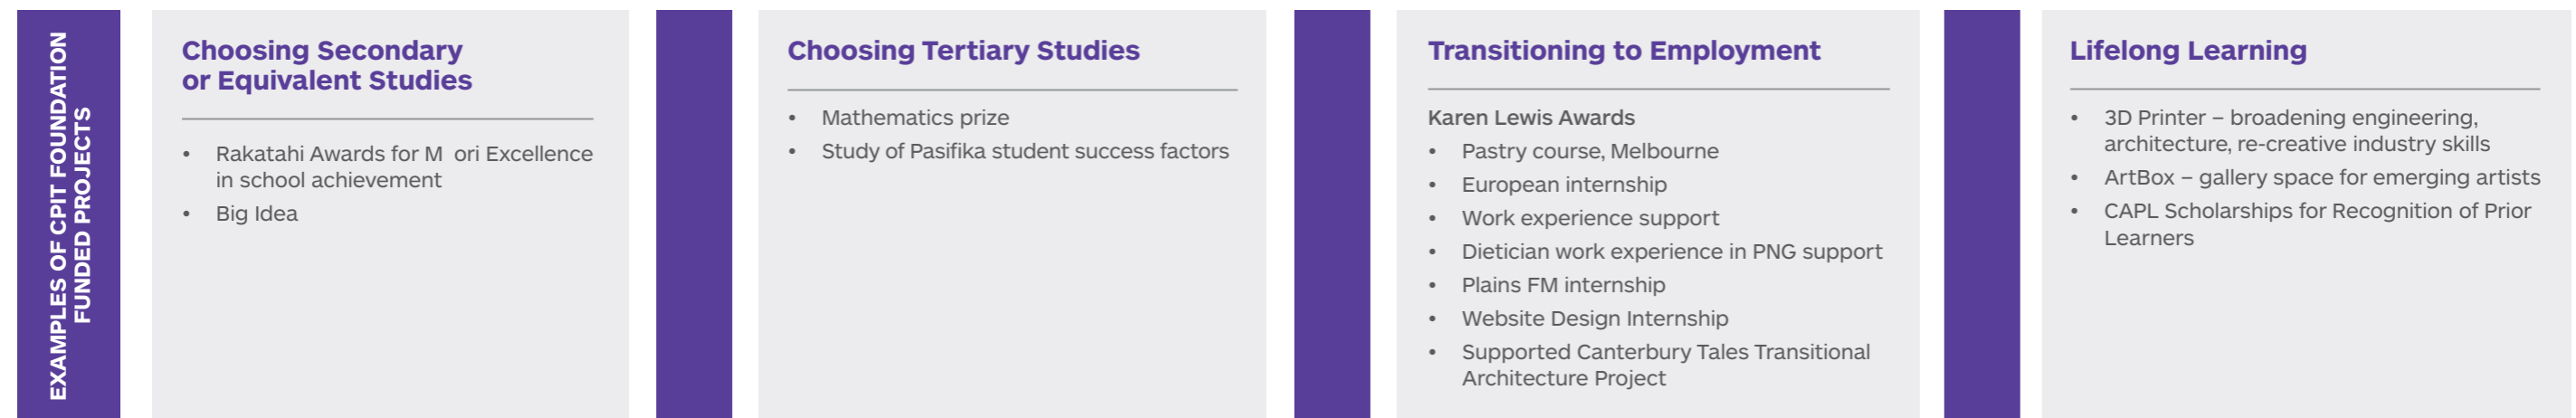 EXAMPLES OF CPIT FOUNDATION
FUNDED PROJECTS
Choosing Secondary
or Equivalent Studies
• Rakatahi Awards for M ori Excellence
in school achievement
• Big Idea
Choosing Tertiary Studies
• Mathematics prize
• Study of Pasifika student success factors
Transitioning to Employment
Karen Lewis Awards
• Pastry course, Melbourne
• European internship
• Work experience support
• Dietician work experience in PNG support
• Plains FM internship
• Website Design Internship
• Supported Canterbury Tales Transitional
Architecture Project
Lifelong Learning
• 3D Printer – broadening engineering,
architecture, re-creative industry skills
• ArtBox – gallery space for emerging artists
• CAPL Scholarships for Recognition of Prior
Learners